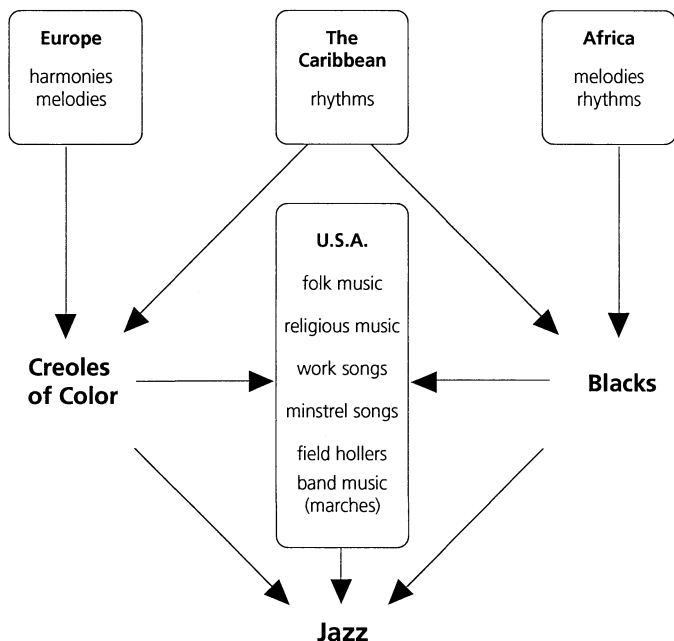 Europe
harmonies
melodies
The
Caribbean
rhythms
Africa
melodies
rhythms
U.S.A.
folk music
religious music
work songs
minstrel songs
field hollers
band music
(marches)
Creoles
of Color
Blacks
Jazz